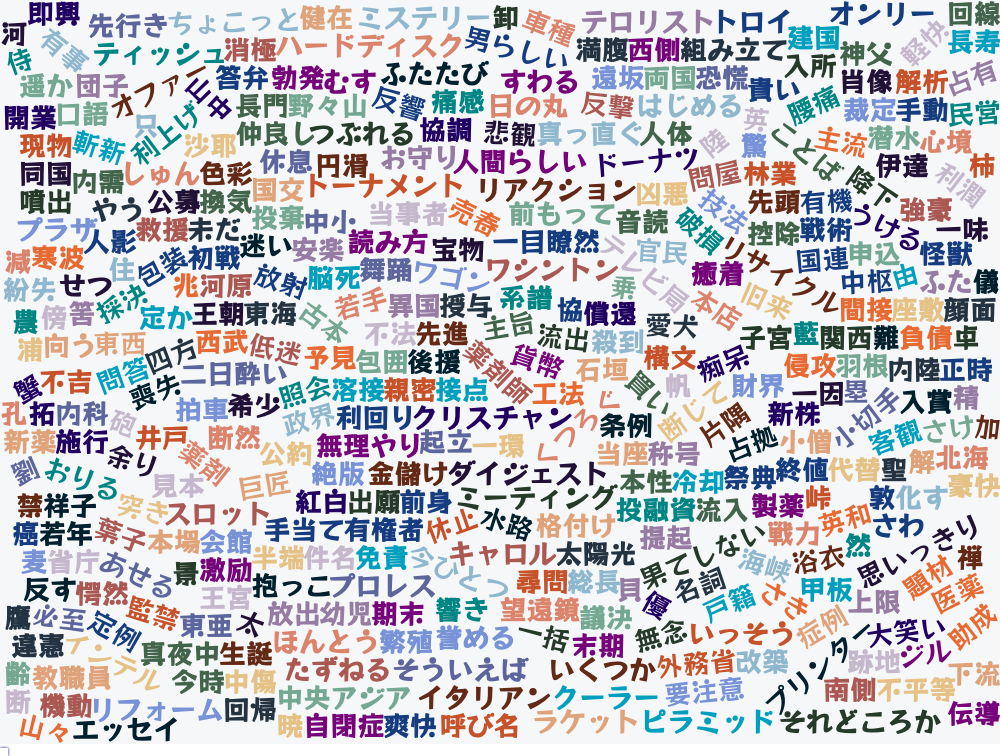 即興 先行き ちょこっと 健在 ミステリー 卸 車種 テロリスト トロイ オンリー 回線
河 侍 有事 ティッシュ 消極 ハードディスク 男らしい 満腹 西側 組み立て 建国 神父 軽快 長寿
遥か 団子 オファー 山中 答弁 勃発 むす ふたたび すわる 遠坂 両国 恐慌 貴い 入所 肖像 解析 占有
開業 口語 ロ 利上げ 長門 野々山 反響 痛感 日の丸 反撃 はじめる 英 腰痛 裁定 手動 民営
現物 斬新 沙耶 仲良し つぶれる 協調 悲観 真っ直ぐ 人体 陸 驚 ことば 主流 潜水 心境
同国 内需 しゅん 色彩 休息 円滑 お守り 人間らしい ドーナツ 問屋 林業 陛下 伊達 利潤 柿
噴出 やう 公募 換気 国交 トーナメント リアクション 凶悪 技法 先頭 有機 うける 強豪
プラザ 人影 救援 未だ 迷い 投棄 中小 当事者 売春 前もって 音読 破損 控除 戦術 一味
減 寒波 住 包装 初戦 安楽 読み方 宝物 一目瞭然 テレビ局 官民 リサイクル 国連 申込 怪獣
紛失 せつ 採決 兆 河原 放射 脳死 舞踊 ワゴン ワシントン 乗 癒着 旧来 中枢 由 ふた 儀
農 傍 答 定か 王朝 東海 古本 若手 異国 授与 系譜 協 償還 本店 間接 座敷 顔面
浦 向う 東西 四方 西武 低迷 不法 先進 主旨 流出 殺到 愛犬 子宮 藍 関西 難 負債 卓
蟹 不吉 問答 喪失 二日酔い 予見 包囲 後援 薬剤師 貨幣 石垣 構文 痴呆 侵攻 羽根 内陸 正時
孔 拓 内科 砲 拍車 希少 照会 溶接 親密 接点 工法 買い 帆 財界 一因 塁 小切手 入賞 精
新薬 施行 井戸 断然 政界 利回り クリスチャン くつろぐ 条例 断じて 片隅 新株 客観 さけ 加
劉 おりる 余り 薬剤 公約 無理やり 起立 一環 当座 称号 占拠 小僧 解 北海
見本 巨匠 絶版 金儲け ダイジェスト 本性 冷却 祭典 終値 代替 聖 豪快
禁 祥子 突き スロット 紅白 出願 前身 ミーティング 投融資 流入 製薬 峠 敦 化す
癌 若年 葉子 本場 会館 手当て 有権者 休止 水路 格付け 提起 果てしない 戦力 英和 さわ 思いっきり
麦 省庁 あせる 景 激励 半端 件名 免責 今ひとつ キャロル 太陽光 海峡 浴衣 然 禅
反す 愕然 王宮 抱っこ プロレス 尋問 総長 貝 優 名詞 戸籍 ささ 甲板 上限 題材 医薬
鷹 必至 定例 監禁 東亜 太 放出 幼児 期末 響き 望遠鏡 議決 無念 いっそう 症例 プリンター 大笑い 助成
違憲 インテル 真夜中 生誕 ほんとう 繁殖 誉める 一括 末期 外務省 改築 跡地 ジル
齢 教職員 今時 中傷 たずねる そういえば いくつか 南側 不平等 下流
断 機動 リフォーム 回帰 中央アジア イタリアン クーラー 要注意 伝導
山々 エッセイ 暁 自閉症 爽快 呼び名 ラケット ピラミッド それどころか